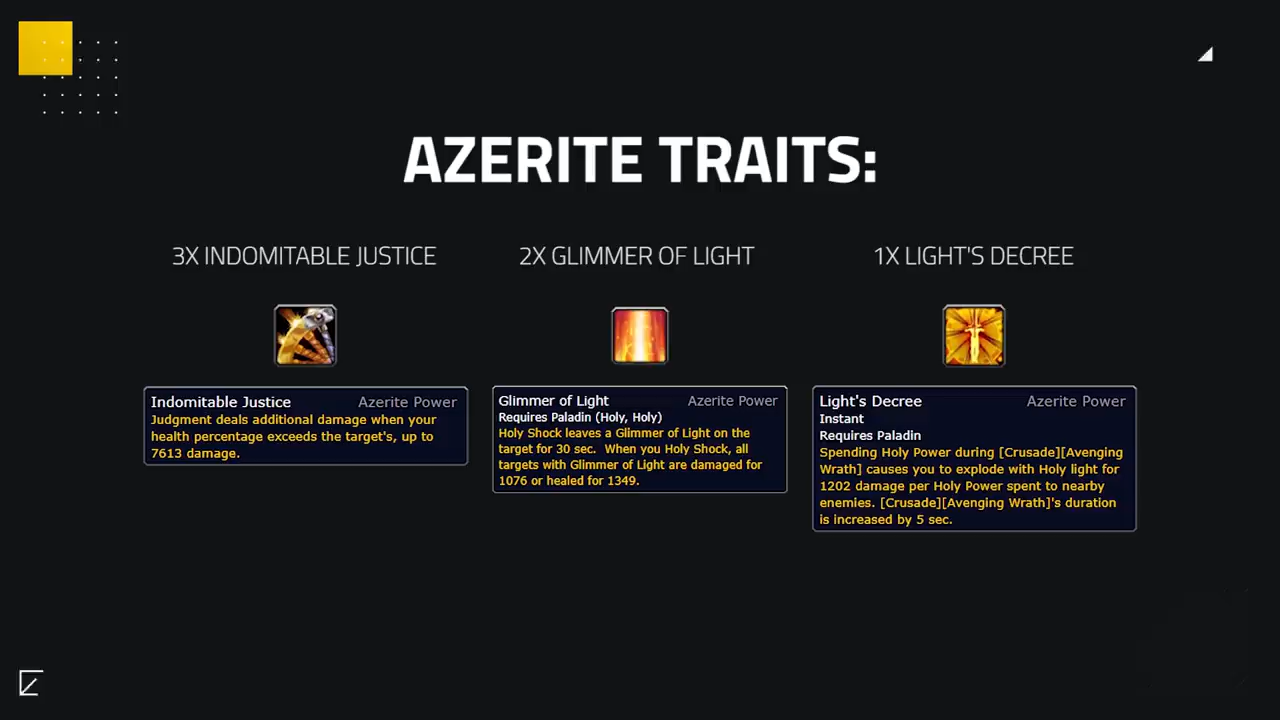 AZERITE TRAITS:
3X INDOMITABLE JUSTICE
2X GLIMMER OF LIGHT
1X LIGHT'S DECREE
Indomitable Justice Azerite Power
Judgment deals additional damage when your
health percentage exceeds the target's, up to
7613 damage.
Glimmer of Light Azerite Power
Requires Paladin (Holy, Holy)
Holy Shock leaves a Glimmer of Light on the
target for 30 sec. When you Holy Shock, all
targets with Glimmer of Light are damaged for
1076 or healed for 1349.
Light's Decree Azerite Power
Instant
Requires Paladin
Spending Holy Power during [Crusade][Avenging
Wrath] causes you to explode with Holy light for
1202 damage per Holy Power spent to nearby
enemies. [Crusade][Avenging Wrath]'s duration
is increased by 5 sec.